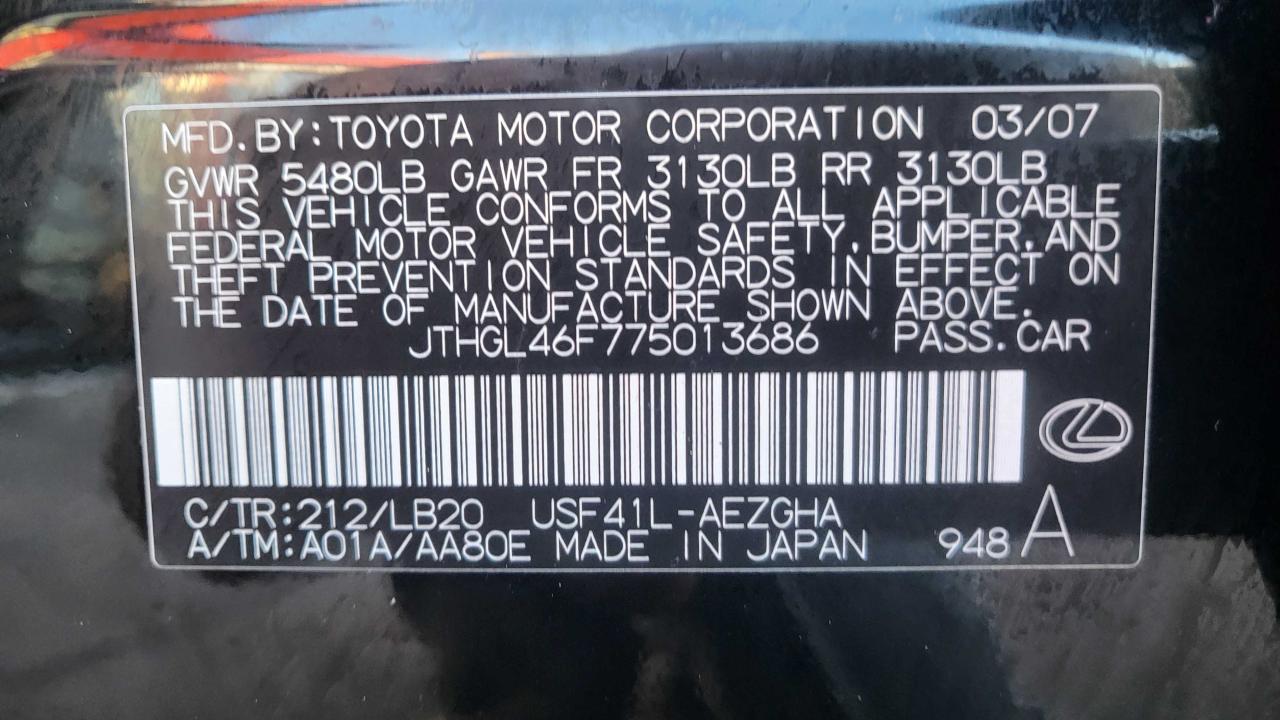 MFD. BY: TOYOTA MOTOR CORPORATION 03/07
GVWR 5480LB GAWR FR 3130LB RR 3130LB
THIS VEHICLE CONFORMS TO ALL APPLICABLE
FEDERAL MOTOR VEHICLE SAFETY, BUMPER, AND
THEFT PREVENTION STANDARDS IN EFFECT ON
THE DATE OF MANUFACTURE SHOWN ABOVE.
JTHGL46F775013686 PASS. CAR
C/TR:212/LB20 USF41L-AEZGHA
A/TM:A01A/AA80E MADE IN JAPAN 948 A